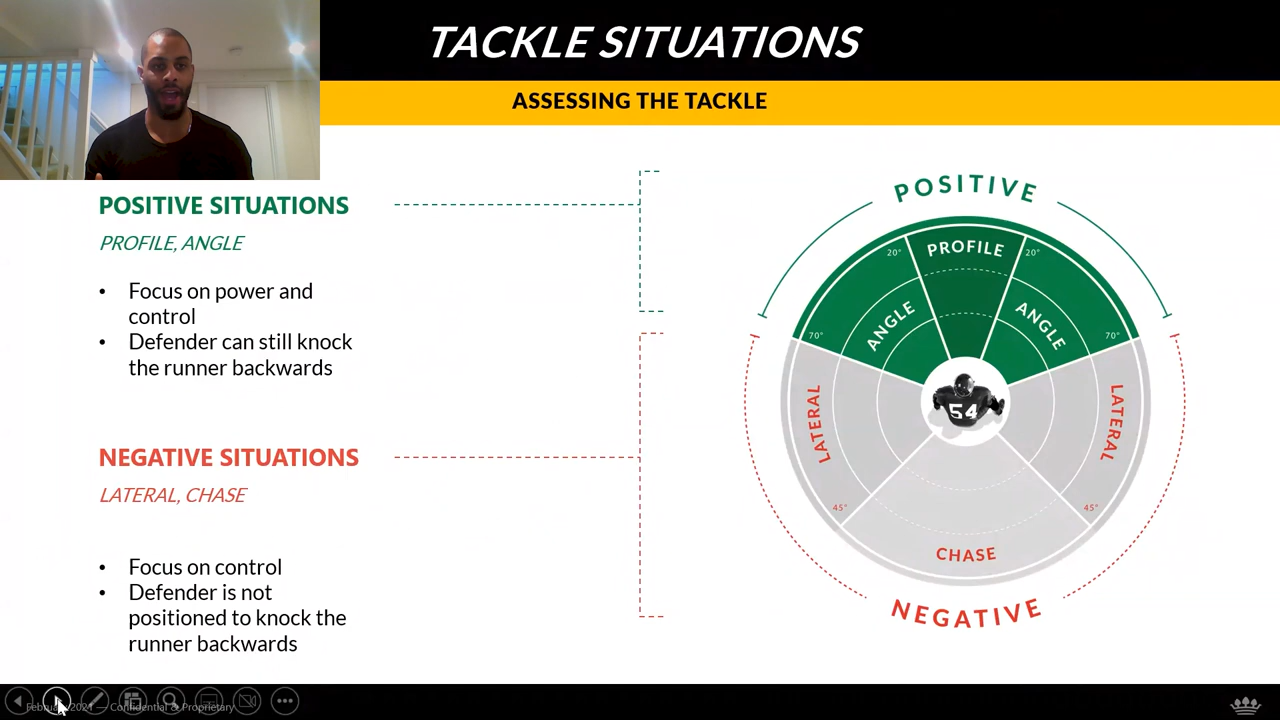 TACKLE SITUATIONS
ASSESSING THE TACKLE
POSITIVE SITUATIONS
PROFILE, ANGLE
• Focus on power and
control
• Defender can still knock
the runner backwards
NEGATIVE SITUATIONS
LATERAL, CHASE
• Focus on control
• Defender is not
positioned to knock the
runner backwards
POSITIVE
PROFILE
20°
20°
ANGLE
ANGLE
70°
70°
54
LATERAL
LATERAL
45°
45°
CHASE
NEGATIVE
February 2021 — Confidential & Proprietary